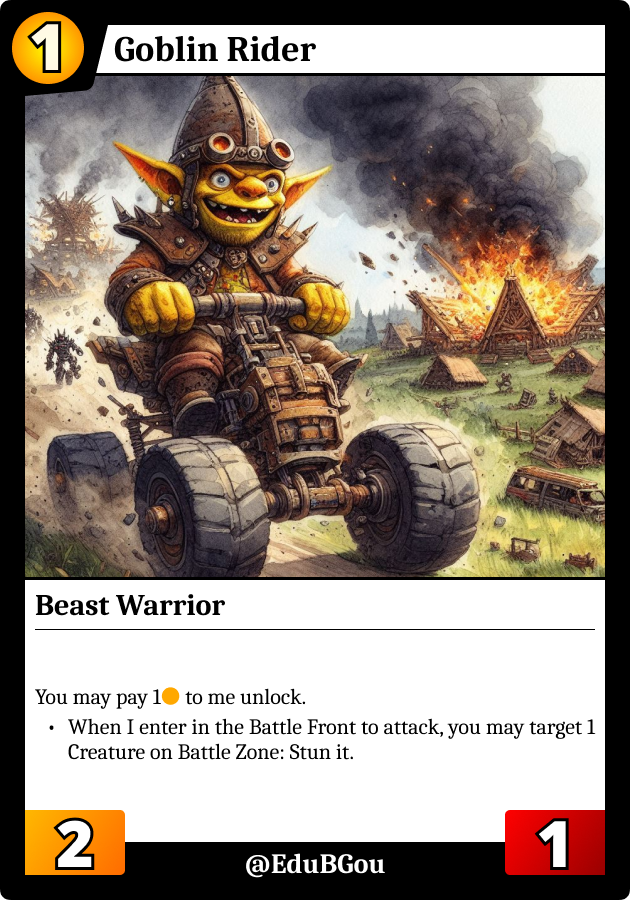 1
Goblin Rider
Beast Warrior
You may pay 1 to me unlock.
• When I enter in the Battle Front to attack, you may target 1
Creature on Battle Zone: Stun it.
2
@EduBGou
1